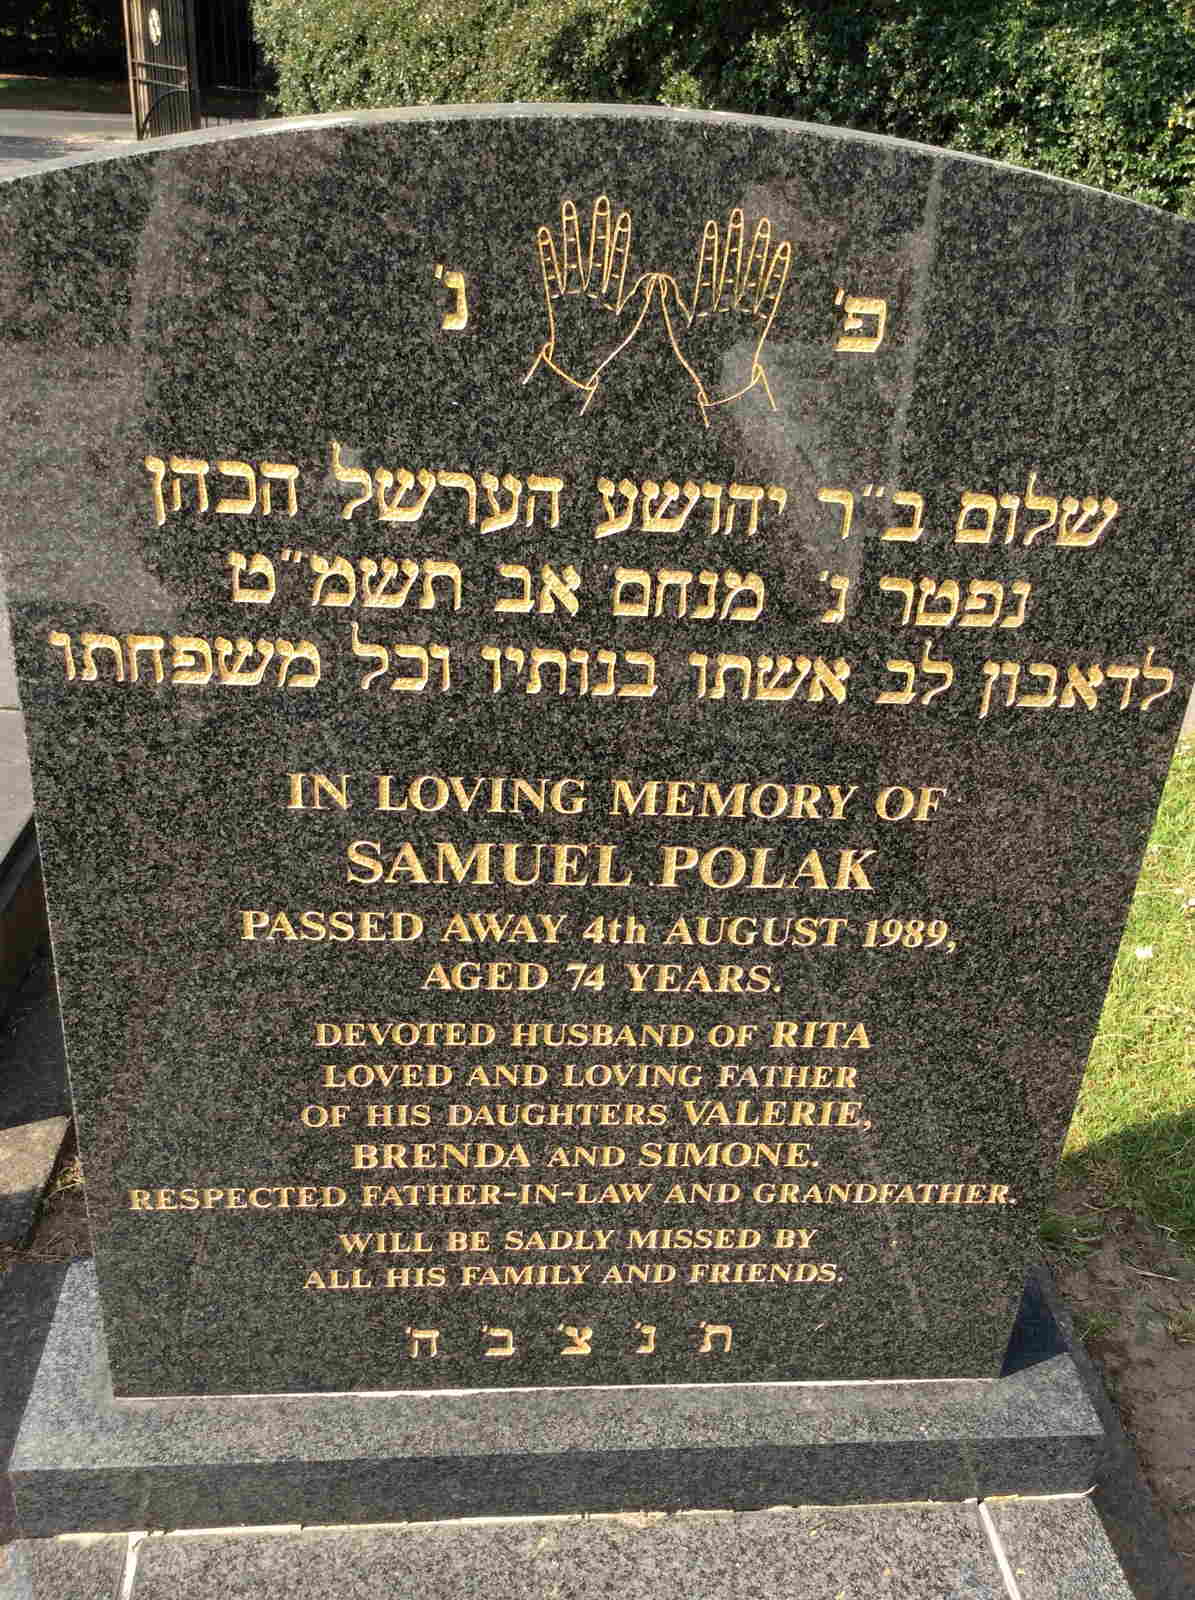 פ' נ'
שלום ב"ר יהושע הערשל הכהן
נפטר ג' מנחם אב תשמ"ט
לדאבון לב אשתו בנותיו וכל משפחתו
IN LOVING MEMORY OF
SAMUEL POLAK
PASSED AWAY 4th AUGUST 1989,
AGED 74 YEARS.
DEVOTED HUSBAND OF RITA
LOVED AND LOVING FATHER
OF HIS DAUGHTERS VALERIE,
BRENDA AND SIMONE.
RESPECTED FATHER-IN-LAW AND GRANDFATHER.
WILL BE SADLY MISSED BY
ALL HIS FAMILY AND FRIENDS.
ת' נ' צ' ב' ה'